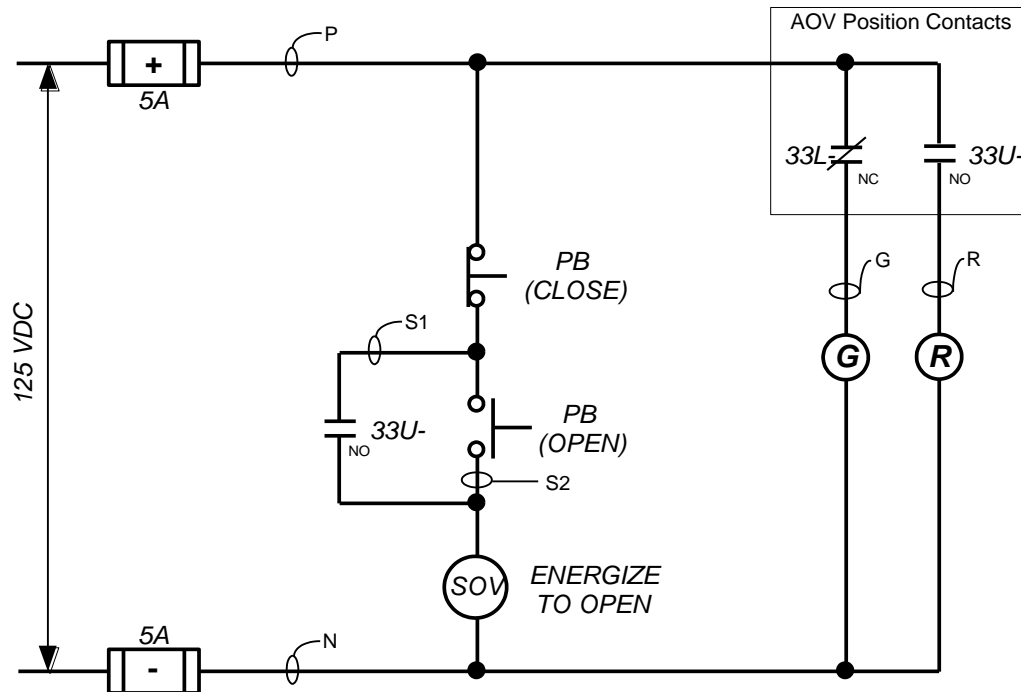 AOV Position Contacts
P
+
5A
33L-
NC
33U-
NO
G
R
PB
(CLOSE)
S1
125 VDC
G
R
33U-
NO
PB
(OPEN)
S2
SOV
ENERGIZE
TO OPEN
5A
-
N